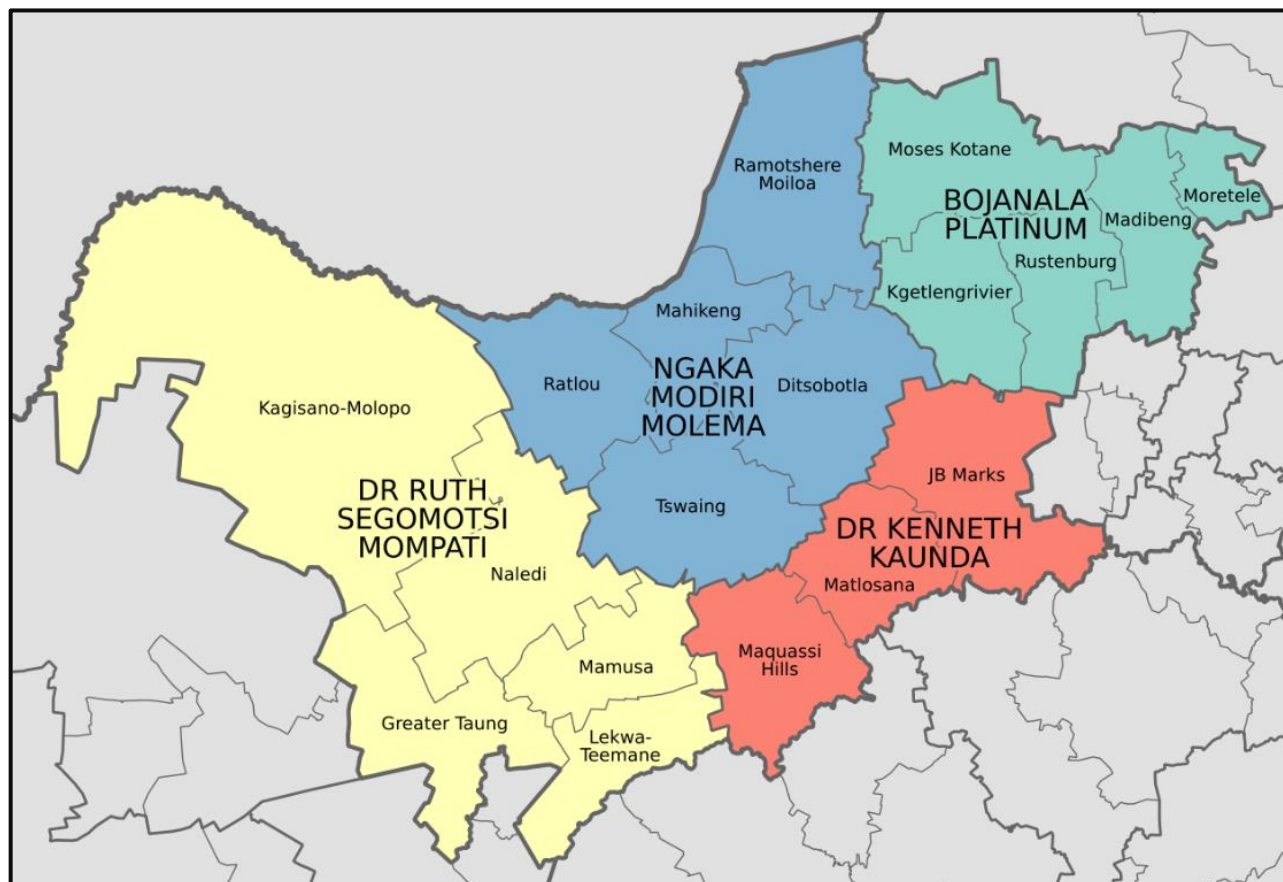 Ramotshere
Moiloa
Moses Kotane
Moretele
BOJANALA
PLATINUM
Madibeng
Rustenburg
Kgetlengrivier
Mahikeng
Ratlou
NGAKA
MODIRI
MOLEMA
Ditsobotla
Tswaing
Kagisano-Molopo
DR RUTH
SEGOMOTSI
MOMPATI
Naledi
Mamusa
Greater Taung
Lekwa-
Teemane
JB Marks
DR KENNETH
KAUNDA
Matlosana
Maquassi
Hills